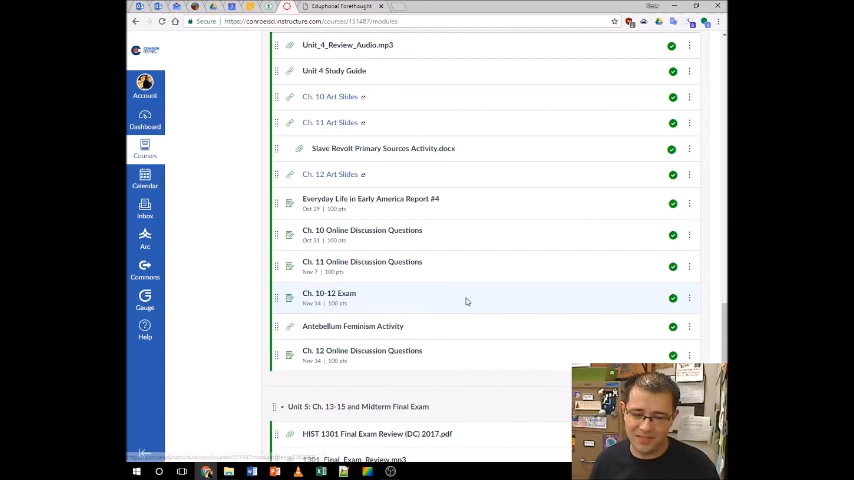 Eduphoria! Forethought
Secure
https://conroeisd.instructure.com/courses/151487/modules
CONROE
Account
Dashboard
Courses
Calendar
Inbox
Arc
Commons
Gauge
Help
Unit_4_Review_Audio.mp3
Unit 4 Study Guide
Ch. 10 Art Slides
Ch. 11 Art Slides
Slave Revolt Primary Sources Activity.docx
Ch. 12 Art Slides
Everyday Life in Early America Report #4
Oct 29 | 100 pts
Ch. 10 Online Discussion Questions
Oct 31 | 100 pts
Ch. 11 Online Discussion Questions
Nov 7 | 100 pts
Ch. 10-12 Exam
Nov 14 | 100 pts
Antebellum Feminism Activity
Ch. 12 Online Discussion Questions
Nov 14 | 100 pts
Unit 5: Ch. 13-15 and Midterm Final Exam
HIST 1301 Final Exam Review (DC) 2017.pdf
1301_Final_Exam_Review.mp3